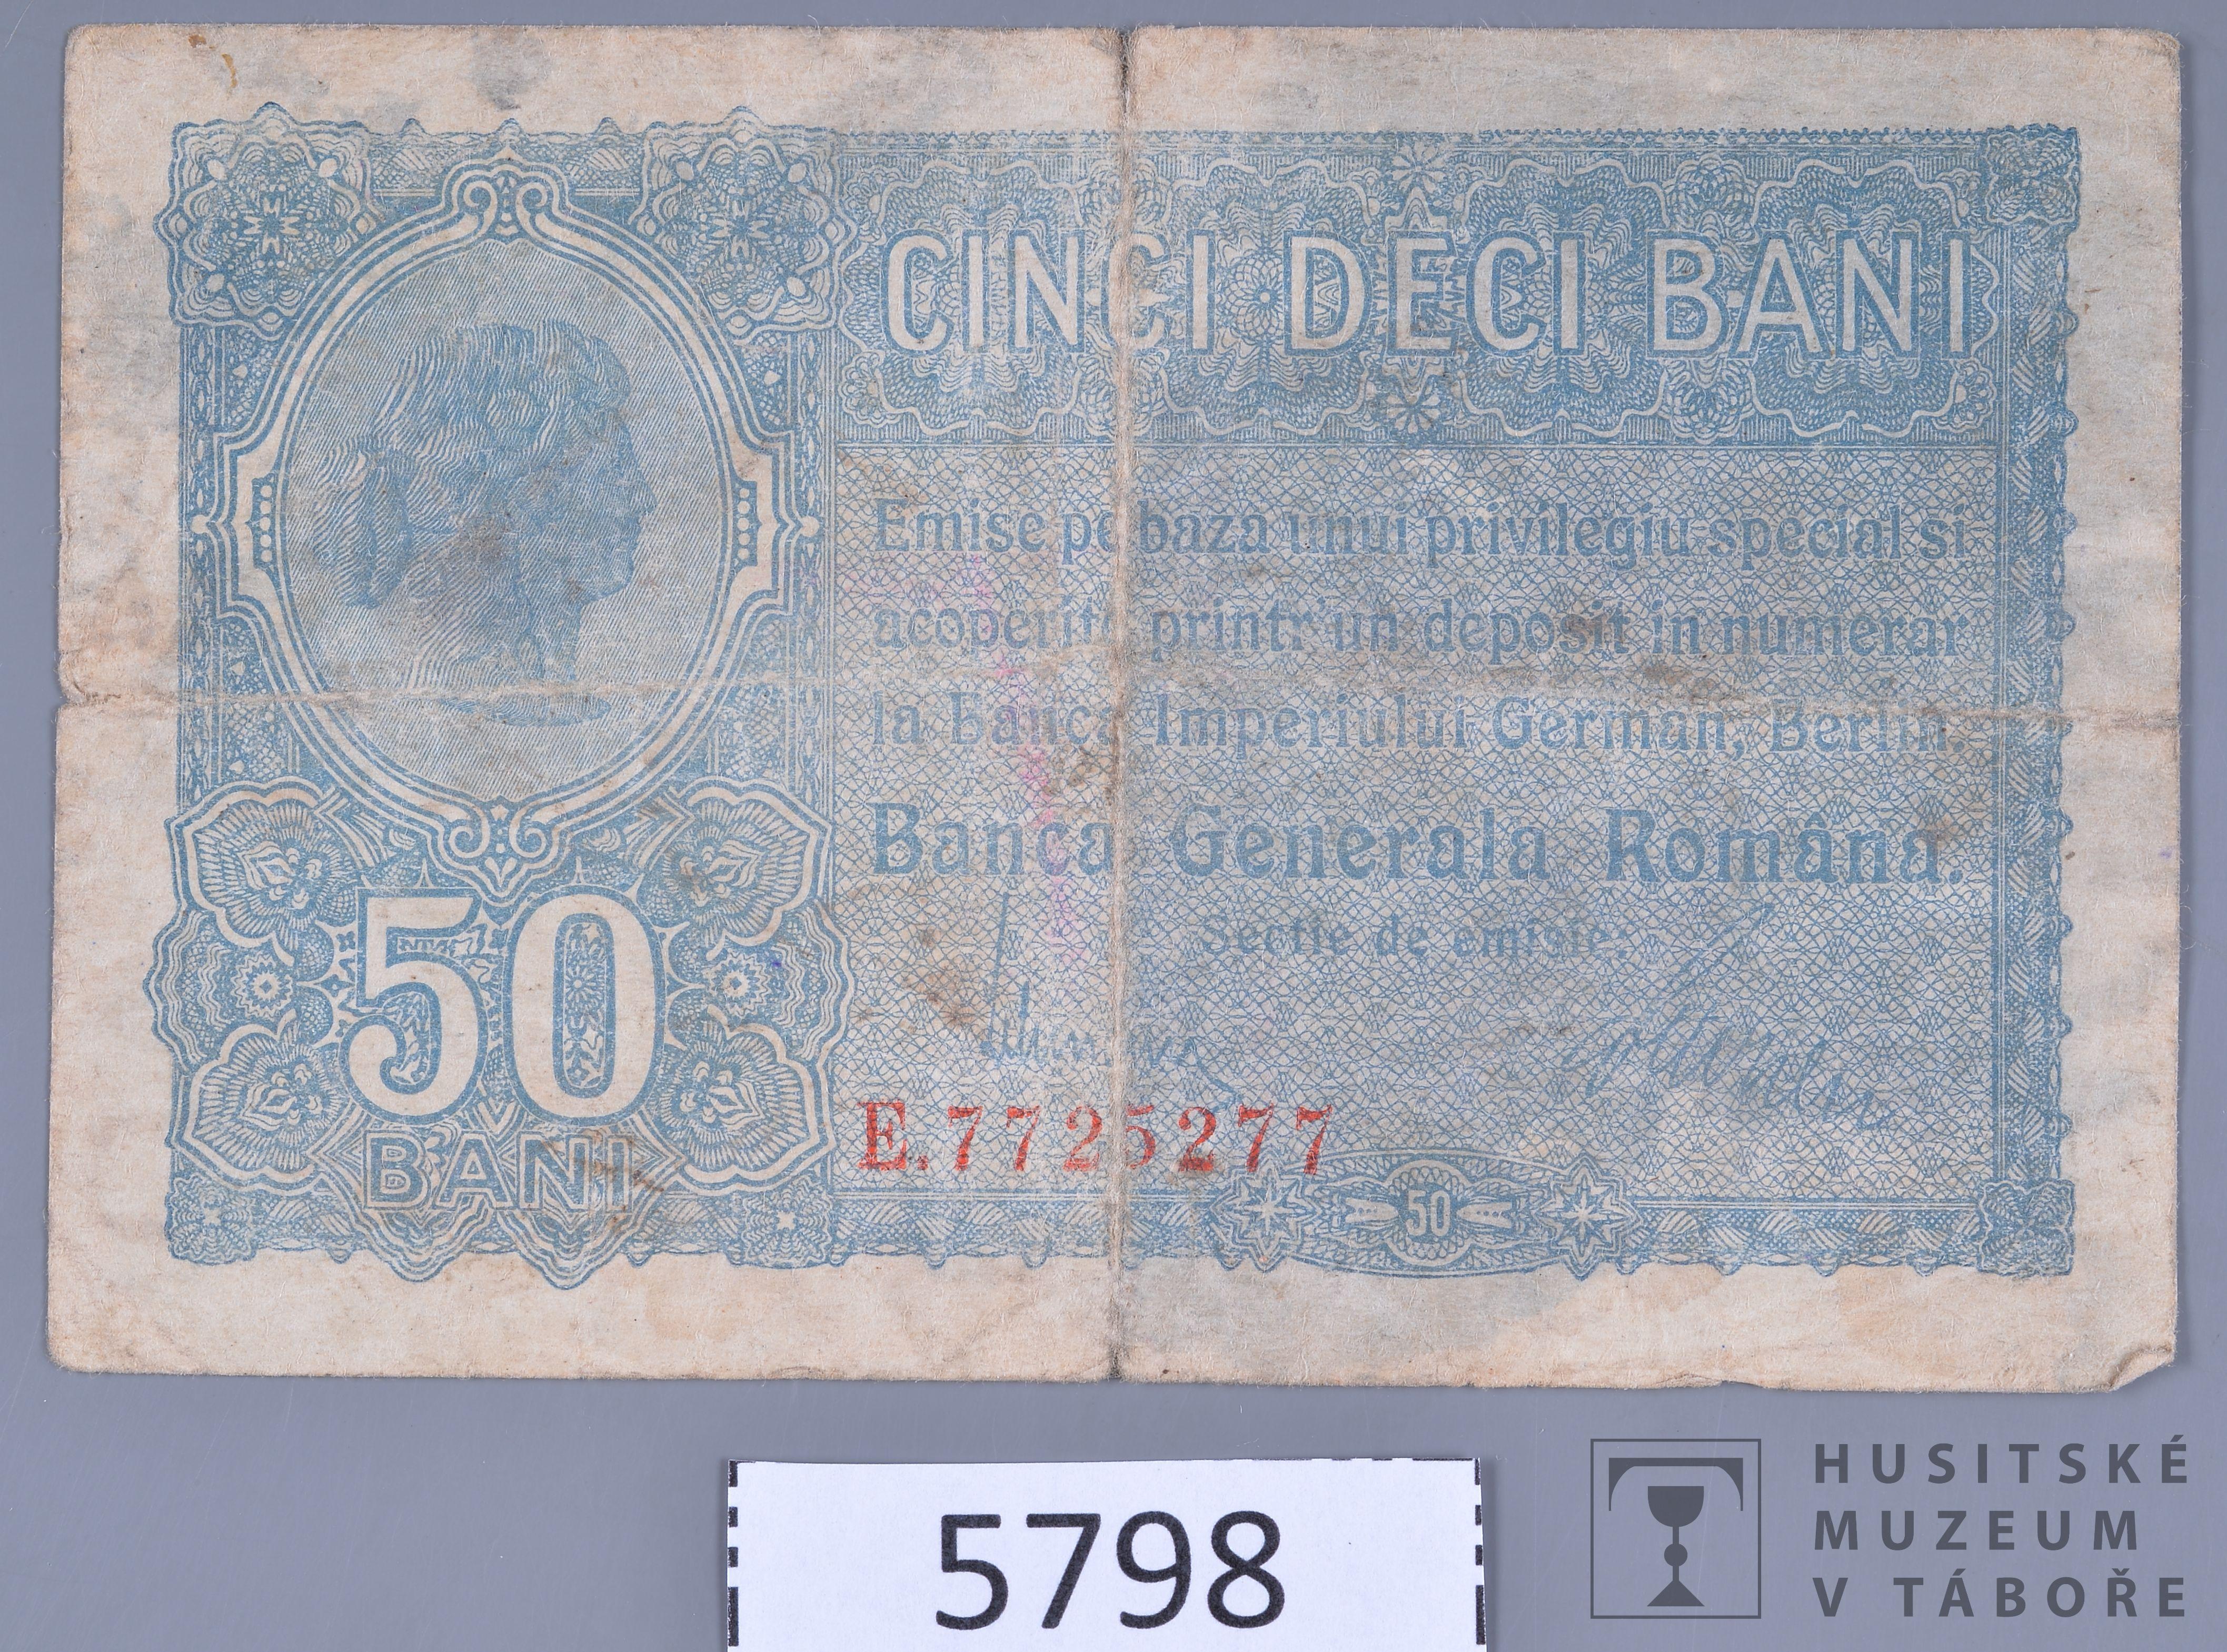 CINCI DECI BANI
Emise pe baza unui privilegiu special si
acoperite printr'un deposit in numerar
la Banca Imperiului German, Berlin.
Banca Generala Română.
Sectie de emisie.
50
BANI
E.7725277
50
5798
HUSITSKÉ
MUZEUM
V TÁBOŘE